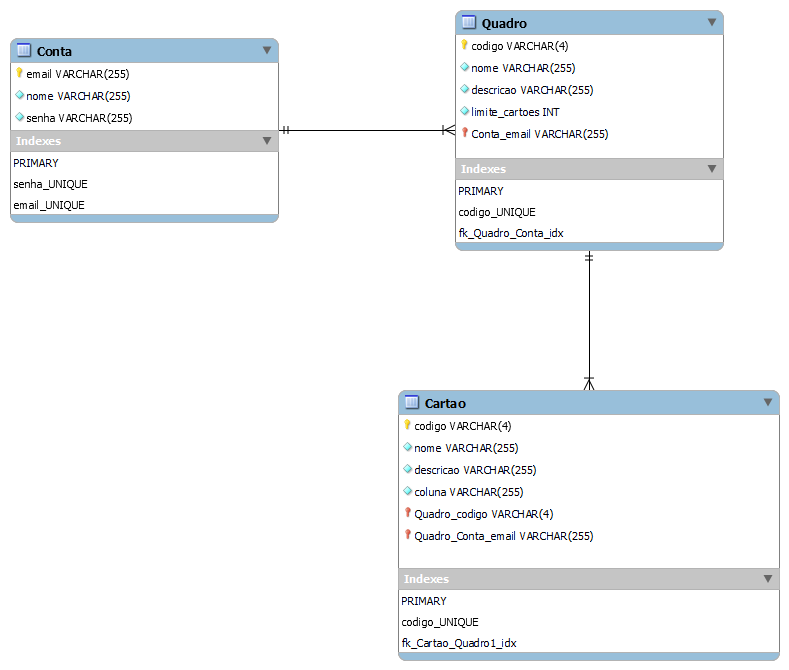 Conta
email VARCHAR(255)
nome VARCHAR(255)
senha VARCHAR(255)
Indexes
PRIMARY
senha_UNIQUE
email_UNIQUE
Quadro
codigo VARCHAR(4)
nome VARCHAR(255)
descricao VARCHAR(255)
limite_cartoes INT
Conta_email VARCHAR(255)
Indexes
PRIMARY
codigo_UNIQUE
fk_Quadro_Conta_idx
Cartao
codigo VARCHAR(4)
nome VARCHAR(255)
descricao VARCHAR(255)
coluna VARCHAR(255)
Quadro_codigo VARCHAR(4)
Quadro_Conta_email VARCHAR(255)
Indexes
PRIMARY
codigo_UNIQUE
fk_Cartao_Quadro1_idx